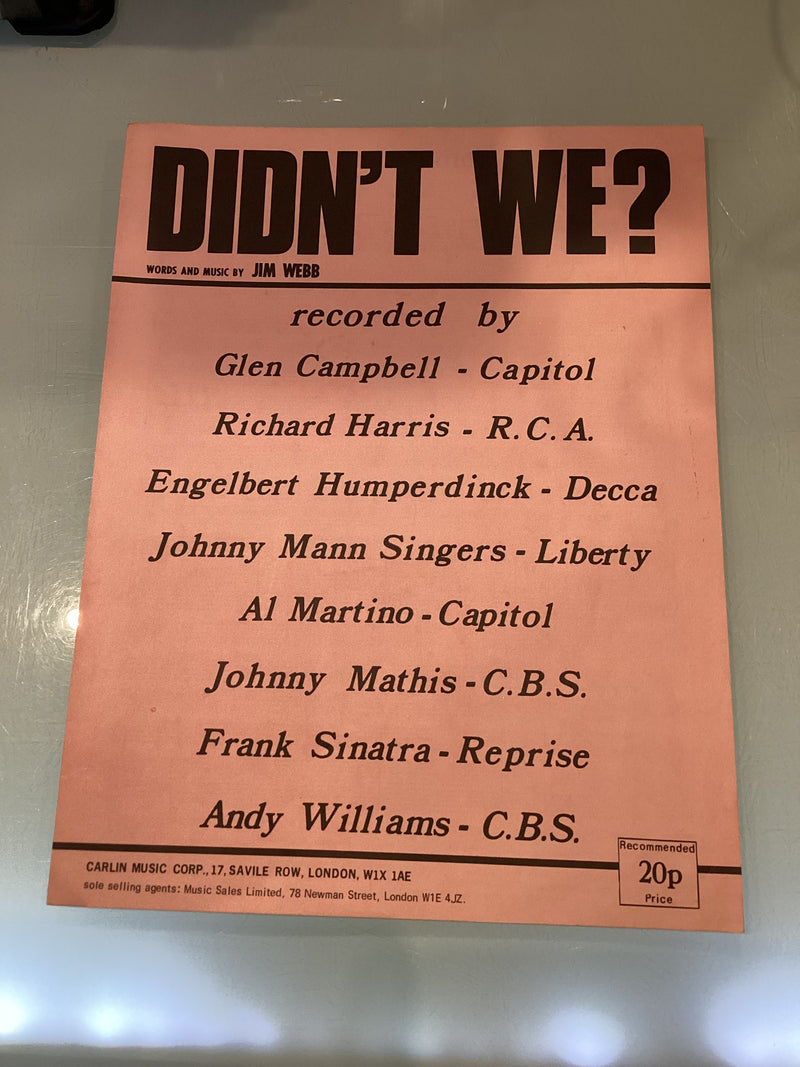 DIDN'T WE?
WORDS AND MUSIC BY JIM WEBB
recorded by
Glen Campbell - Capitol
Richard Harris - R.C.A.
Engelbert Humperdinck - Decca
Johnny Mann Singers - Liberty
Al Martino - Capitol
Johnny Mathis - C.B.S.
Frank Sinatra - Reprise
Andy Williams - C.B.S.
CARLIN MUSIC CORP., 17, SAVILE ROW, LONDON, W1X 1AE
sole selling agents: Music Sales Limited, 78 Newman Street, London W1E 4JZ.
Recommended
20p
Price